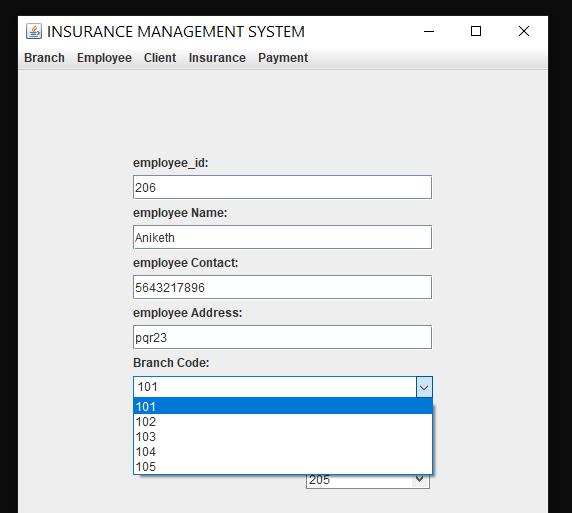 INSURANCE MANAGEMENT SYSTEM
Branch Employee Client Insurance Payment
employee_id:
206
employee Name:
Aniketh
employee Contact:
5643217896
employee Address:
pqr23
Branch Code:
101
101
102
103
104
105
205